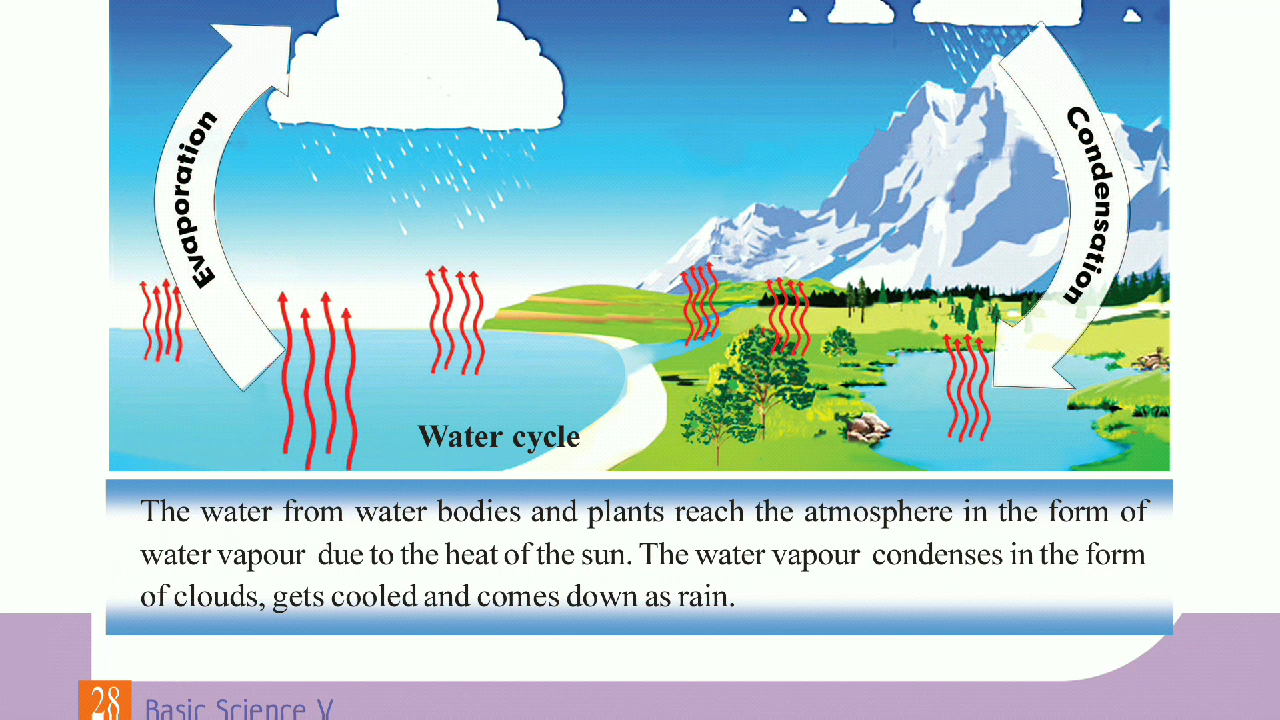 Evaporation
Condensation
Water cycle
The water from water bodies and plants reach the atmosphere in the form of
water vapour due to the heat of the sun. The water vapour condenses in the form
of clouds, gets cooled and comes down as rain.
28
Basic Science V